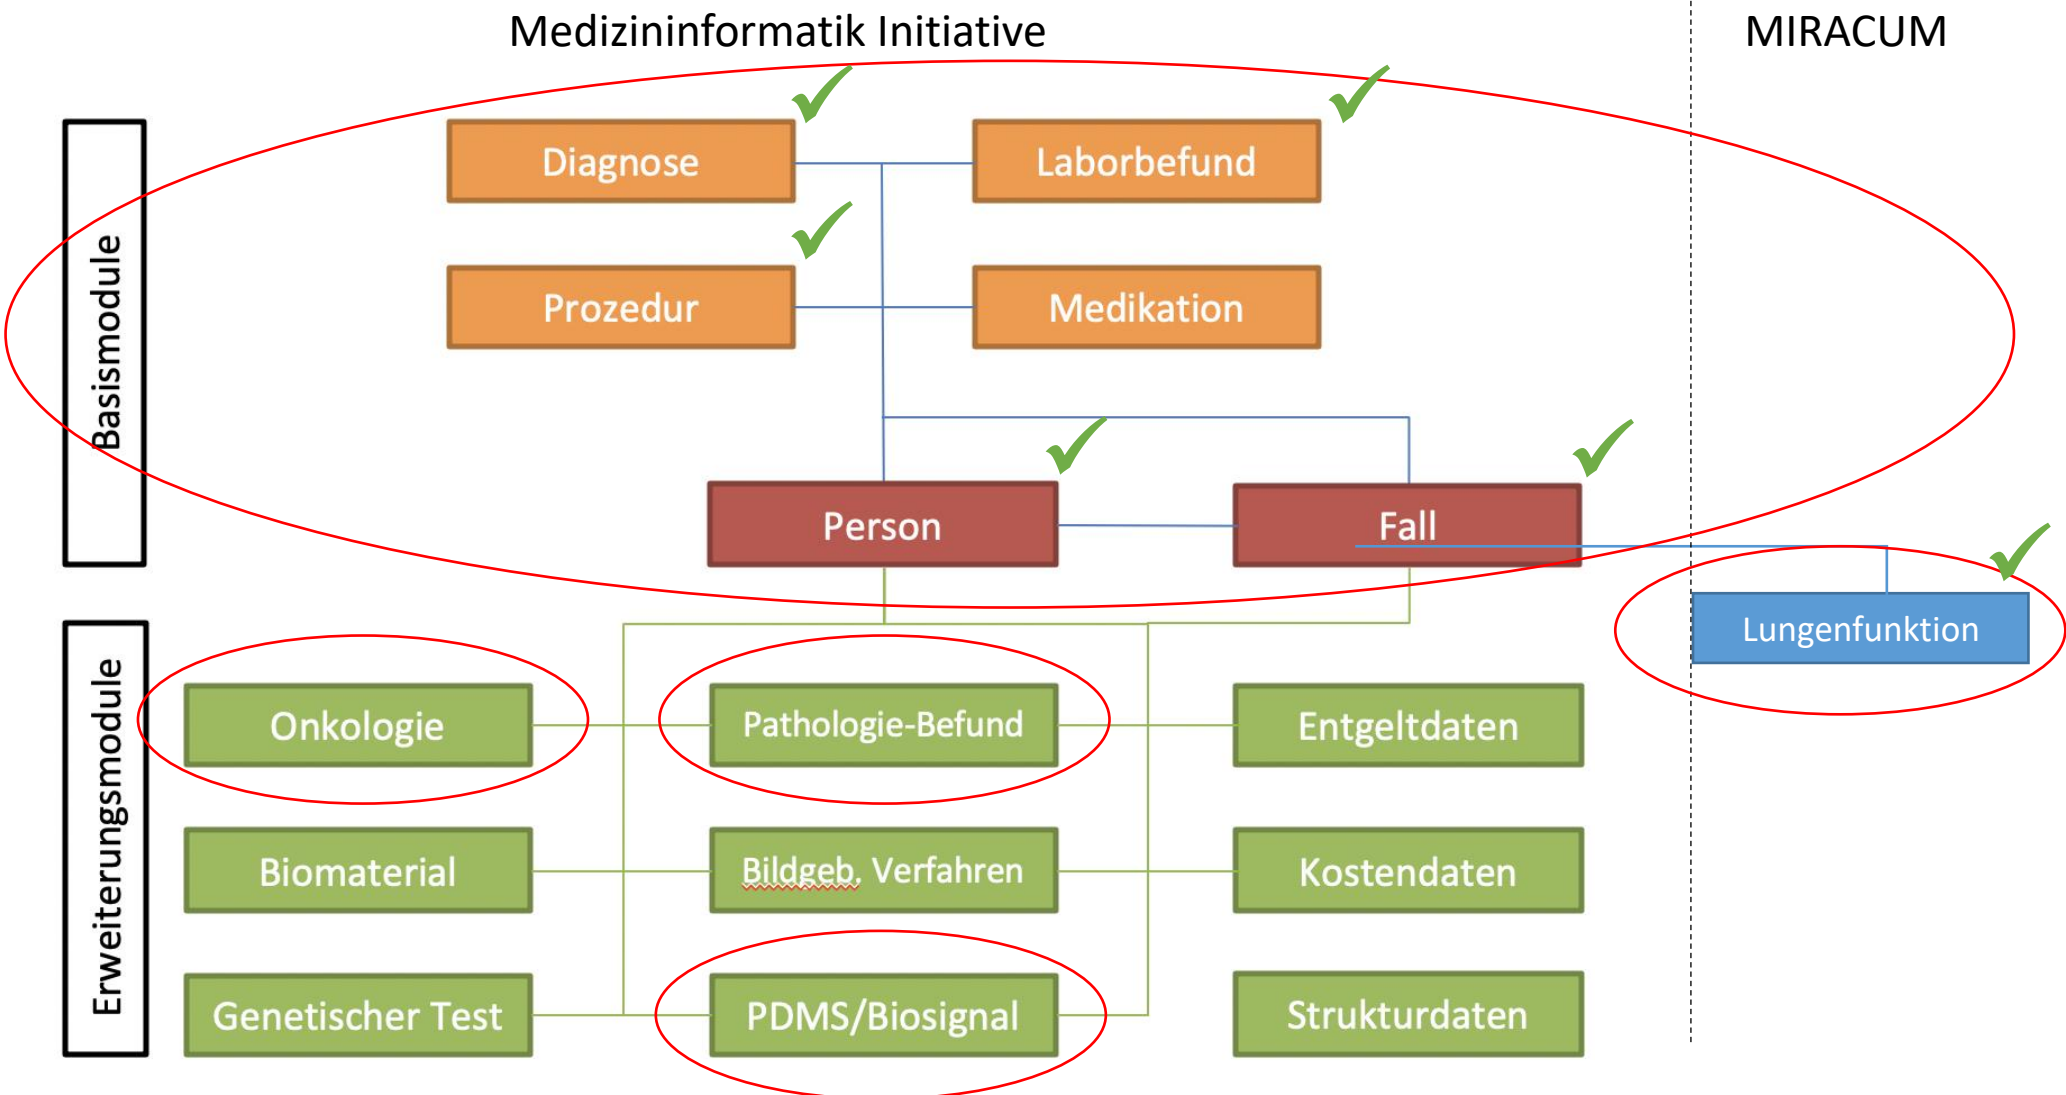 Medizininformatik Initiative
MIRACUM
Basismodule
Diagnose
Laborbefund
Prozedur
Medikation
Person
Fall
Lungenfunktion
Erweiterungsmodule
Onkologie
Pathologie-Befund
Entgeltdaten
Biomaterial
Bildgeb. Verfahren
Kostendaten
Genetischer Test
PDMS/Biosignal
Strukturdaten